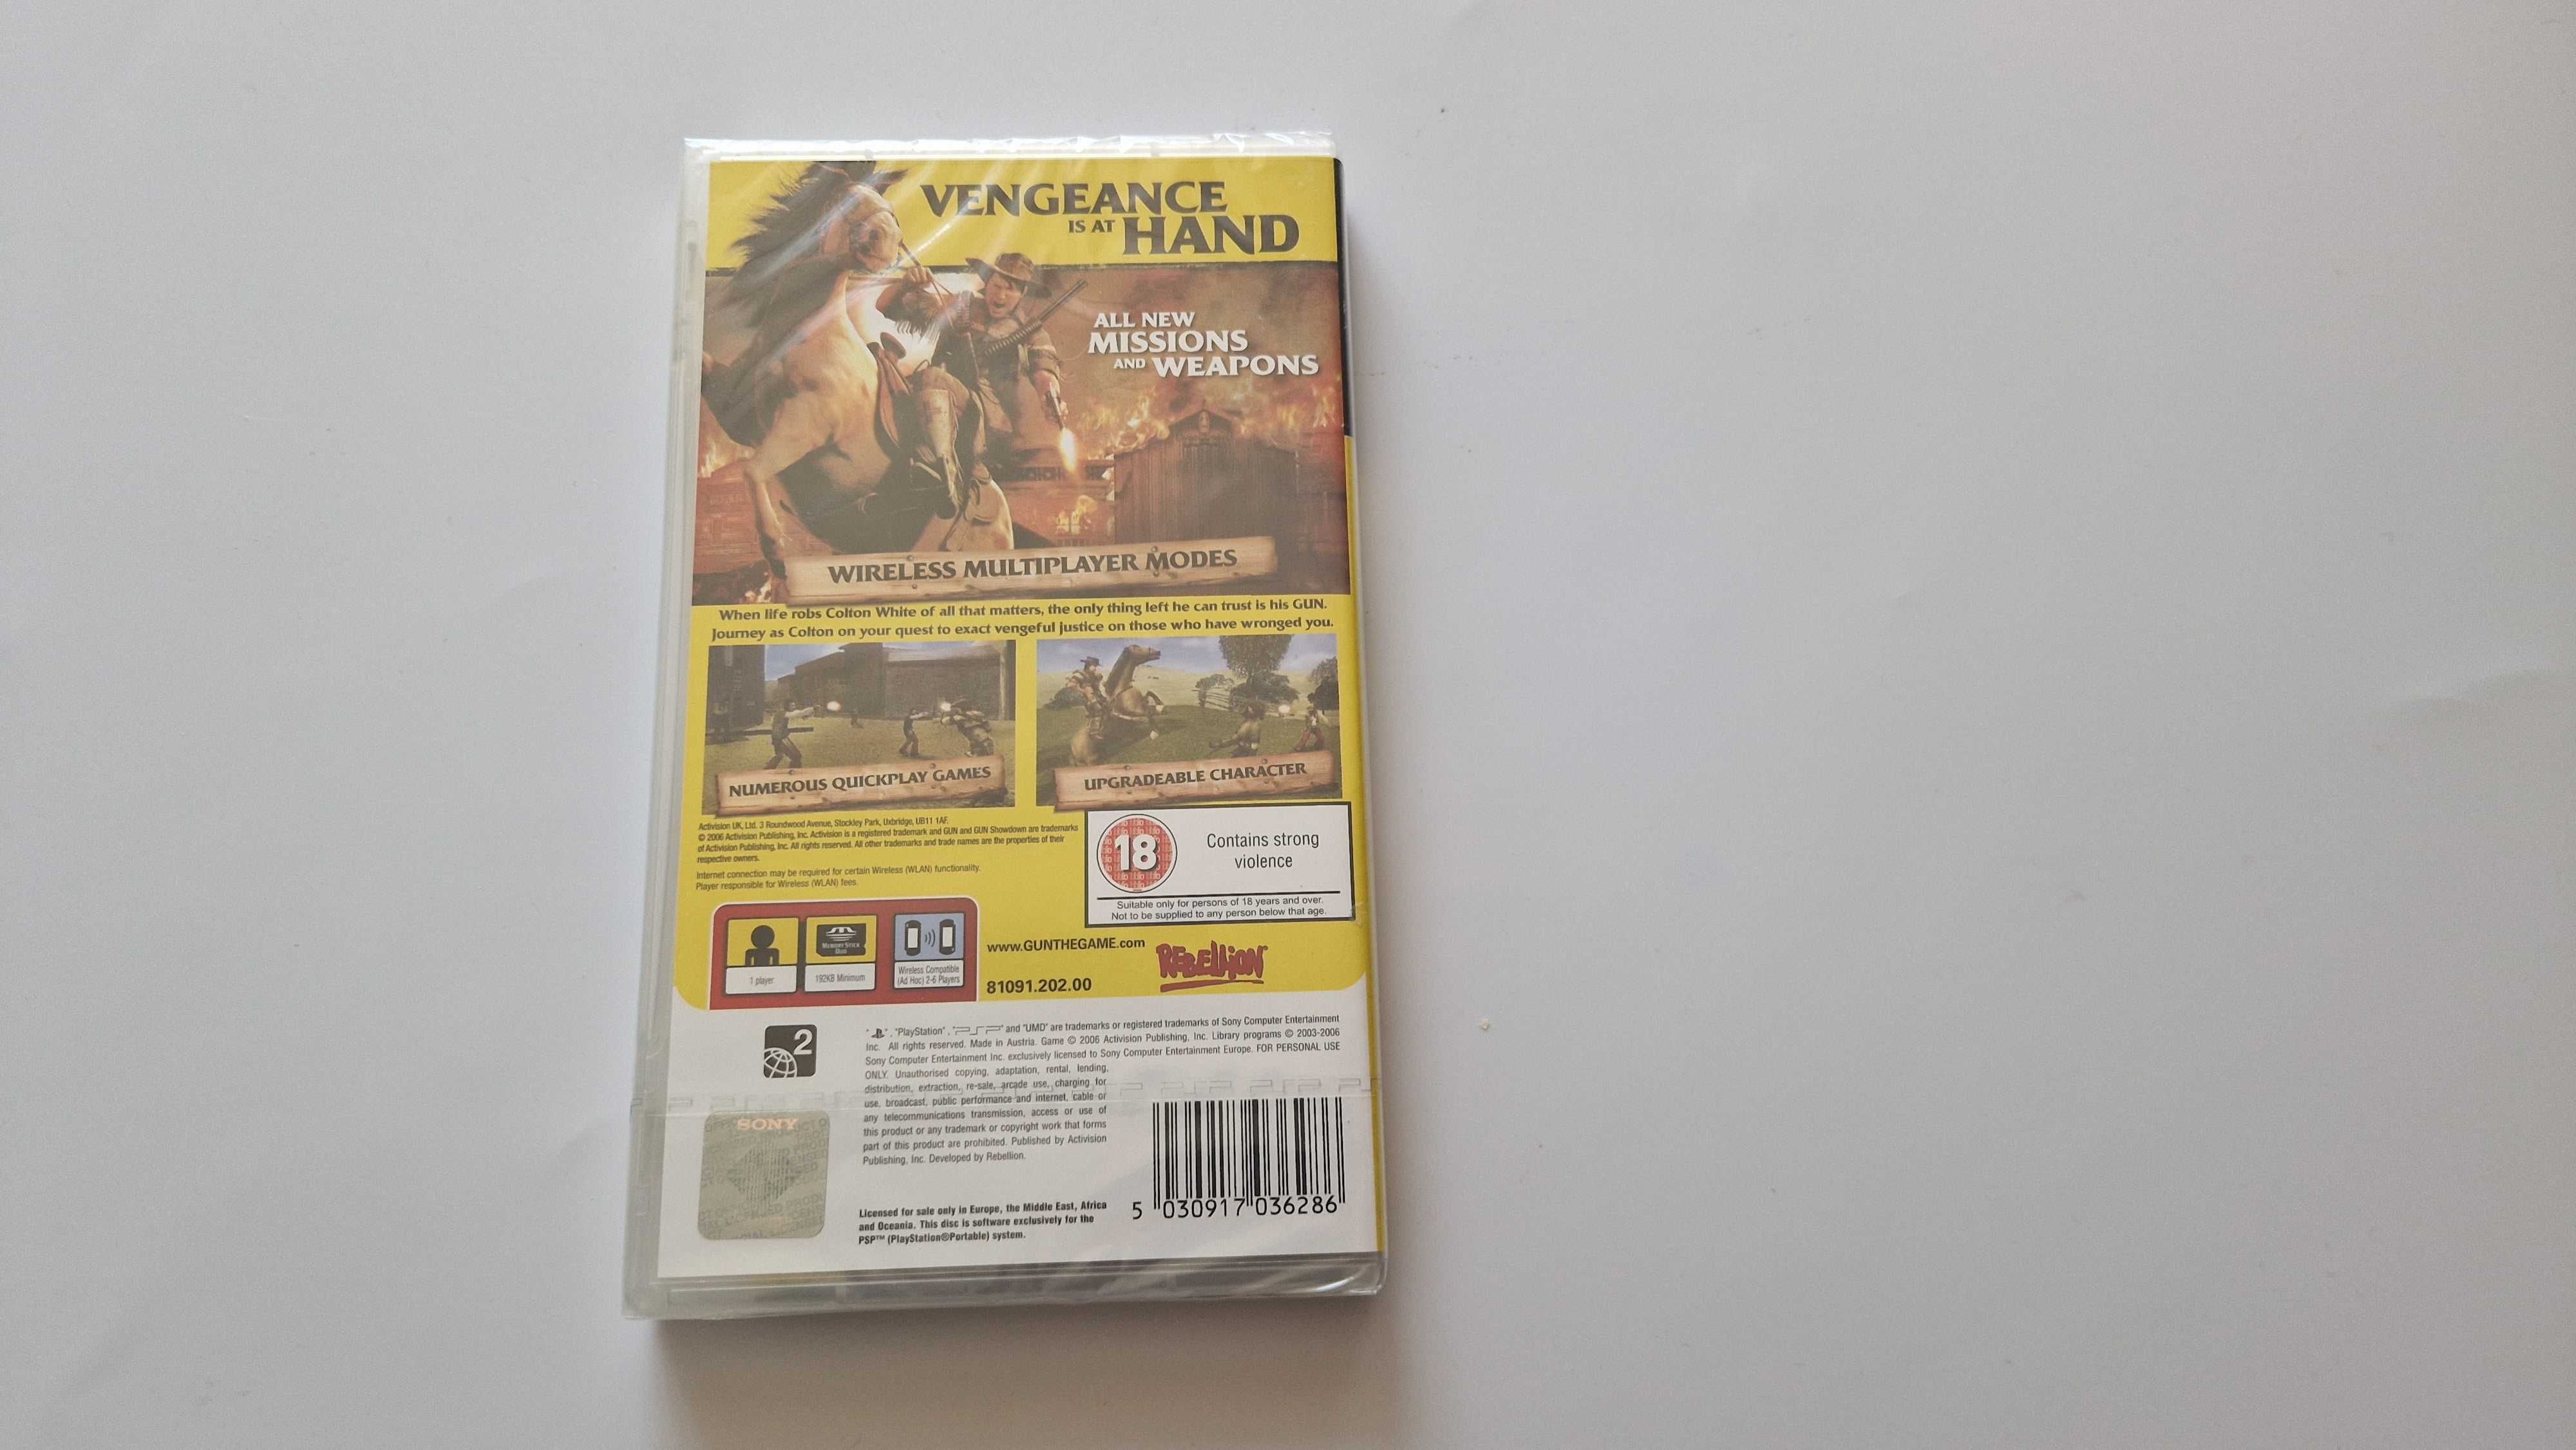 VENGEANCE
IS AT HAND
ALL NEW
MISSIONS
AND WEAPONS
WIRELESS MULTIPLAYER MODES
When life robs Colton White of all that matters, the only thing left he can trust is his GUN.
Journey as Colton on your quest to exact vengeful justice on those who have wronged you.
NUMEROUS QUICKPLAY GAMES
UPGRADEABLE CHARACTER
Activision UK, Ltd. 3 Roundwood Avenue, Stockley Park, Uxbridge, UB11 1AF.
© 2006 Activision Publishing, Inc. Activision is a registered trademark and GUN and GUN Showdown are trademarks
of Activision Publishing, Inc. All rights reserved. All other trademarks and trade names are the properties of their
respective owners.
Internet connection may be required for certain Wireless (WLAN) functionality.
Player responsible for Wireless (WLAN) fees.
18
Contains strong
violence
Suitable only for persons of 18 years and over.
Not to be supplied to any person below that age.
MEMORY STICK
DUO
1 player
192KB Minimum
Wireless Compatible
(Ad Hoc) 2-6 Players
www.GUNTHEGAME.com
REBELLION
81091.202.00
2
" ", "PlayStation", "PSP" and "UMD" are trademarks or registered trademarks of Sony Computer Entertainment
Inc. All rights reserved. Made in Austria. Game © 2006 Activision Publishing, Inc. Library programs © 2003-2006
Sony Computer Entertainment Inc. exclusively licensed to Sony Computer Entertainment Europe. FOR PERSONAL USE
ONLY. Unauthorised copying, adaptation, rental, lending,
distribution, extraction, re-sale, arcade use, charging for
use, broadcast, public performance and internet, cable or
any telecommunications transmission, access or use of
this product or any trademark or copyright work that forms
part of this product are prohibited. Published by Activision
Publishing, Inc. Developed by Rebellion.
SONY
Licensed for sale only in Europe, the Middle East, Africa
and Oceania. This disc is software exclusively for the
PSP™ (PlayStation®Portable) system.
5 030917 036286